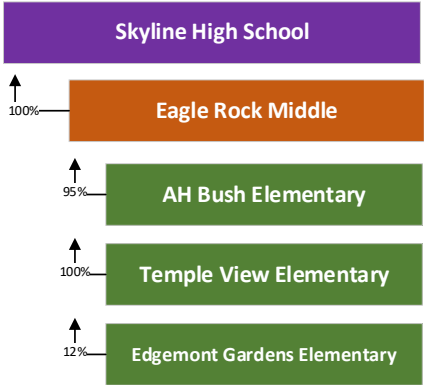 Skyline High School
100%
Eagle Rock Middle
95%
AH Bush Elementary
100%
Temple View Elementary
12%
Edgemont Gardens Elementary